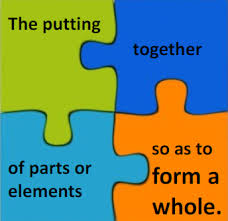 The putting
together
of parts or
elements
so as to
form a
whole.